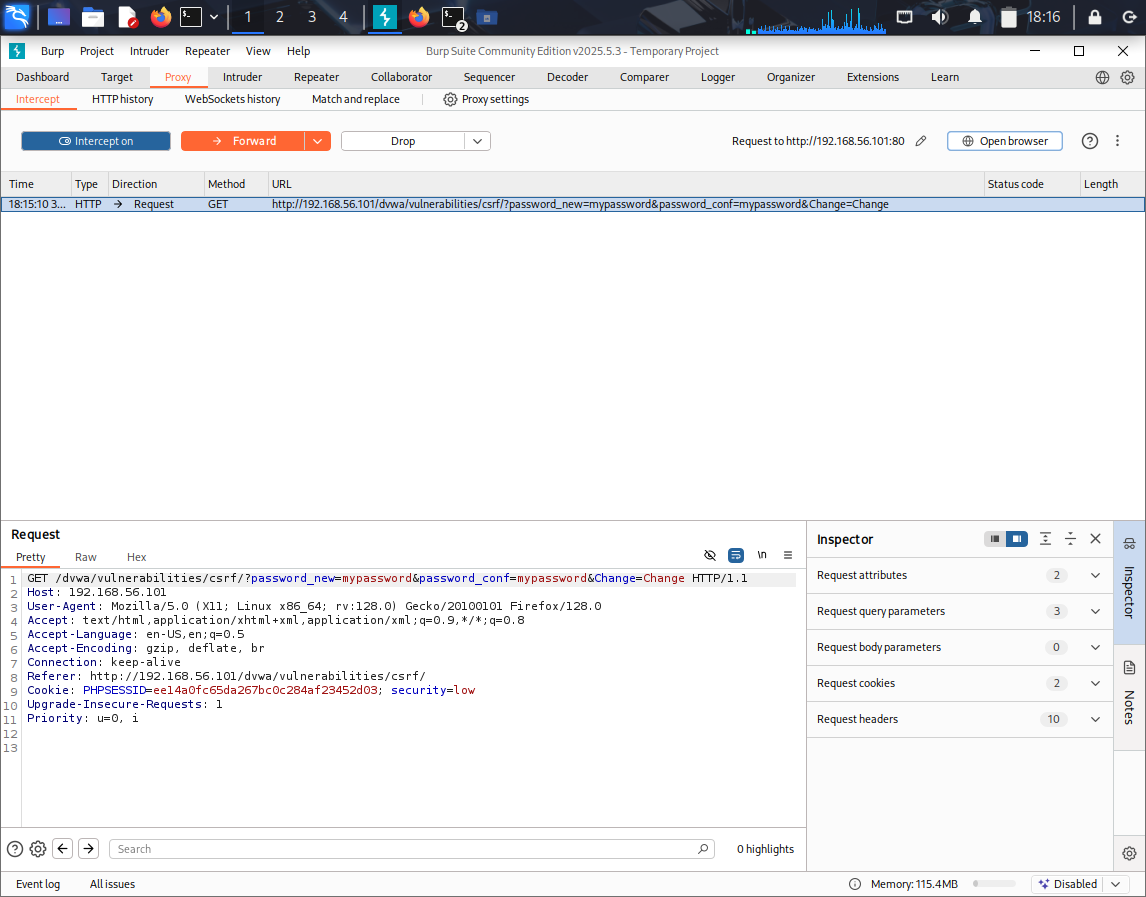 1 2 3 4 2 18:16
Burp Project Intruder Repeater View Help Burp Suite Community Edition v2025.5.3 - Temporary Project
Dashboard Target Proxy Intruder Repeater Collaborator Sequencer Decoder Comparer Logger Organizer Extensions Learn
Intercept HTTP history WebSockets history Match and replace Proxy settings
Intercept on Forward Drop Request to http://192.168.56.101:80 Open browser
Time Type Direction Method URL Status code Length
18:15:10 3... HTTP Request GET http://192.168.56.101/dvwa/vulnerabilities/csrf/?password_new=mypassword&password_conf=mypassword&Change=Change
Request
Pretty Raw Hex \n
1 GET /dvwa/vulnerabilities/csrf/?password_new=mypassword&password_conf=mypassword&Change=Change HTTP/1.1
2 Host: 192.168.56.101
3 User-Agent: Mozilla/5.0 (X11; Linux x86_64; rv:128.0) Gecko/20100101 Firefox/128.0
4 Accept: text/html,application/xhtml+xml,application/xml;q=0.9,*/*;q=0.8
5 Accept-Language: en-US,en;q=0.5
6 Accept-Encoding: gzip, deflate, br
7 Connection: keep-alive
8 Referer: http://192.168.56.101/dvwa/vulnerabilities/csrf/
9 Cookie: PHPSESSID=ee14a0fc65da267bc0c284af23452d03; security=low
10 Upgrade-Insecure-Requests: 1
11 Priority: u=0, i
12
13
Search 0 highlights
Inspector
Request attributes 2
Request query parameters 3
Request body parameters 0
Request cookies 2
Request headers 10
Inspector
Notes
Event log All issues Memory: 115.4MB Disabled